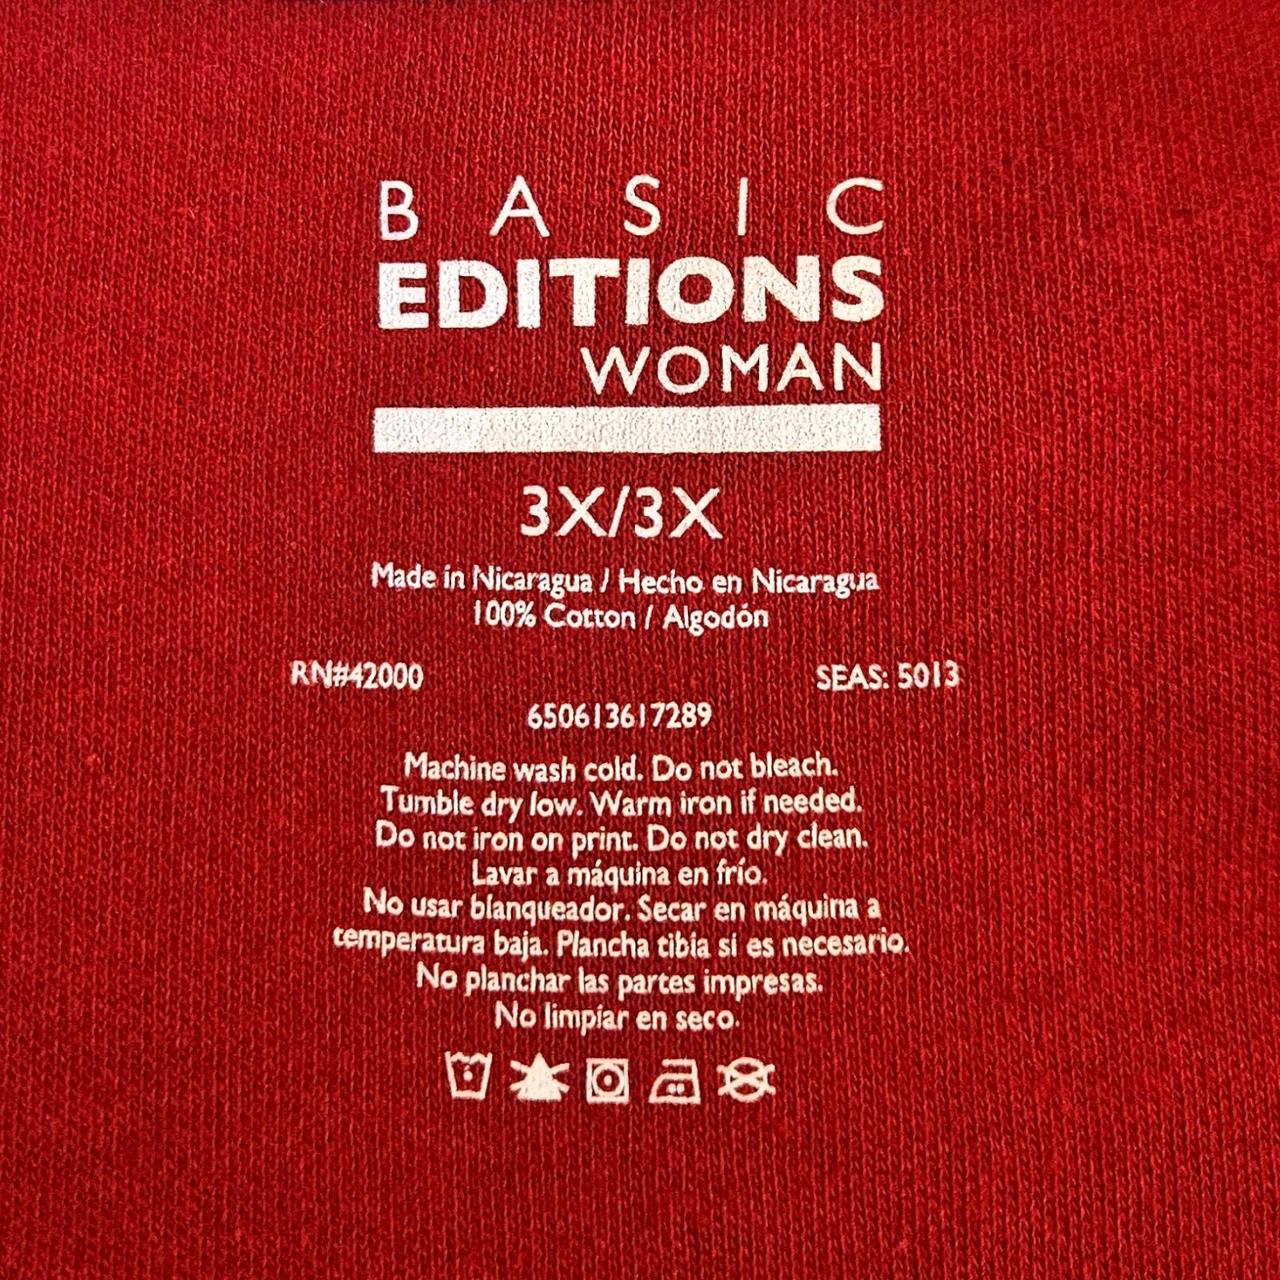 BASIC
EDITIONS
WOMAN
3X/3X
Made in Nicaragua / Hecho en Nicaragua
100% Cotton / Algodón
RN#42000 SEAS: 5013
650613617289
Machine wash cold. Do not bleach.
Tumble dry low. Warm iron if needed.
Do not iron on print. Do not dry clean.
Lavar a máquina en frío.
No usar blanqueador. Secar en máquina a
temperatura baja. Plancha tibia si es necesario.
No planchar las partes impresas.
No limpiar en seco.